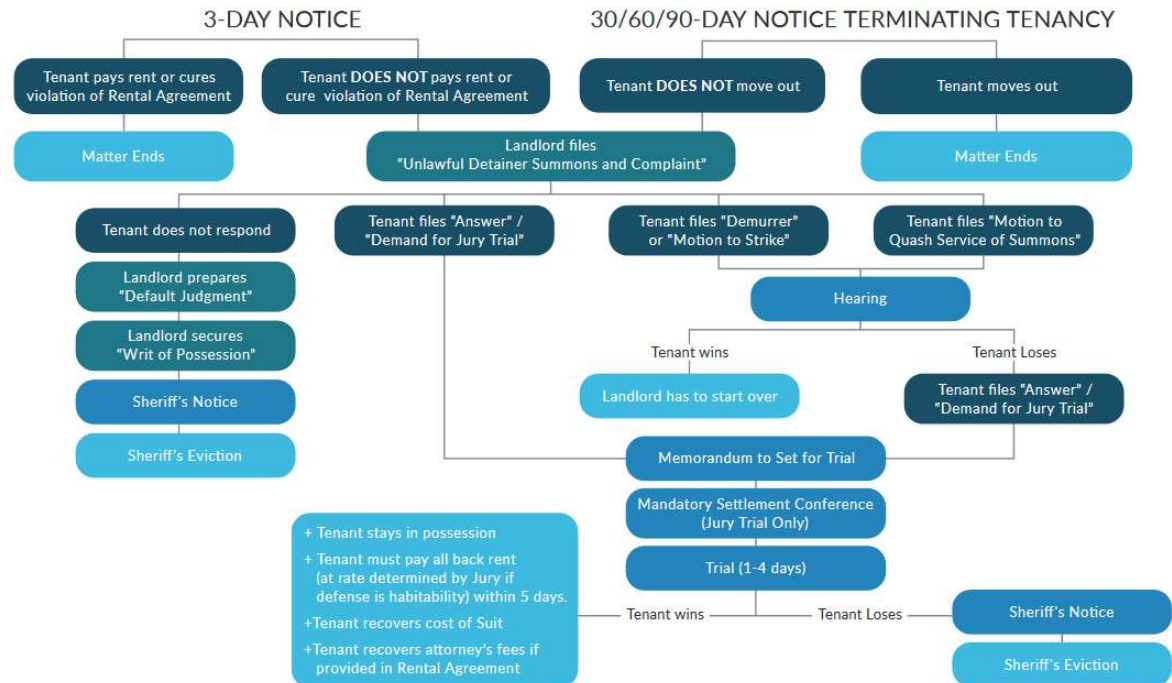 3-DAY NOTICE
30/60/90-DAY NOTICE TERMINATING TENANCY
Tenant pays rent or cures
violation of Rental Agreement
Tenant DOES NOT pays rent or
cure violation of Rental Agreement
Tenant DOES NOT move out
Tenant moves out
Matter Ends
Landlord files
"Unlawful Detainer Summons and Complaint"
Matter Ends
Tenant does not respond
Tenant files "Answer" /
"Demand for Jury Trial"
Tenant files "Demurrer"
or "Motion to Strike"
Tenant files "Motion to
Quash Service of Summons"
Landlord prepares
"Default Judgment"
Hearing
Landlord secures
"Writ of Possession"
Tenant wins
Tenant Loses
Sheriff's Notice
Landlord has to start over
Tenant files "Answer" /
"Demand for Jury Trial"
Sheriff's Eviction
Memorandum to Set for Trial
Mandatory Settlement Conference
(Jury Trial Only)
Trial (1-4 days)
+ Tenant stays in possession
+ Tenant must pay all back rent
(at rate determined by Jury if
defense is habitability) within 5 days.
+Tenant recovers cost of Suit
+Tenant recovers attorney's fees if
provided in Rental Agreement
Tenant wins
Tenant Loses
Sheriff's Notice
Sheriff's Eviction